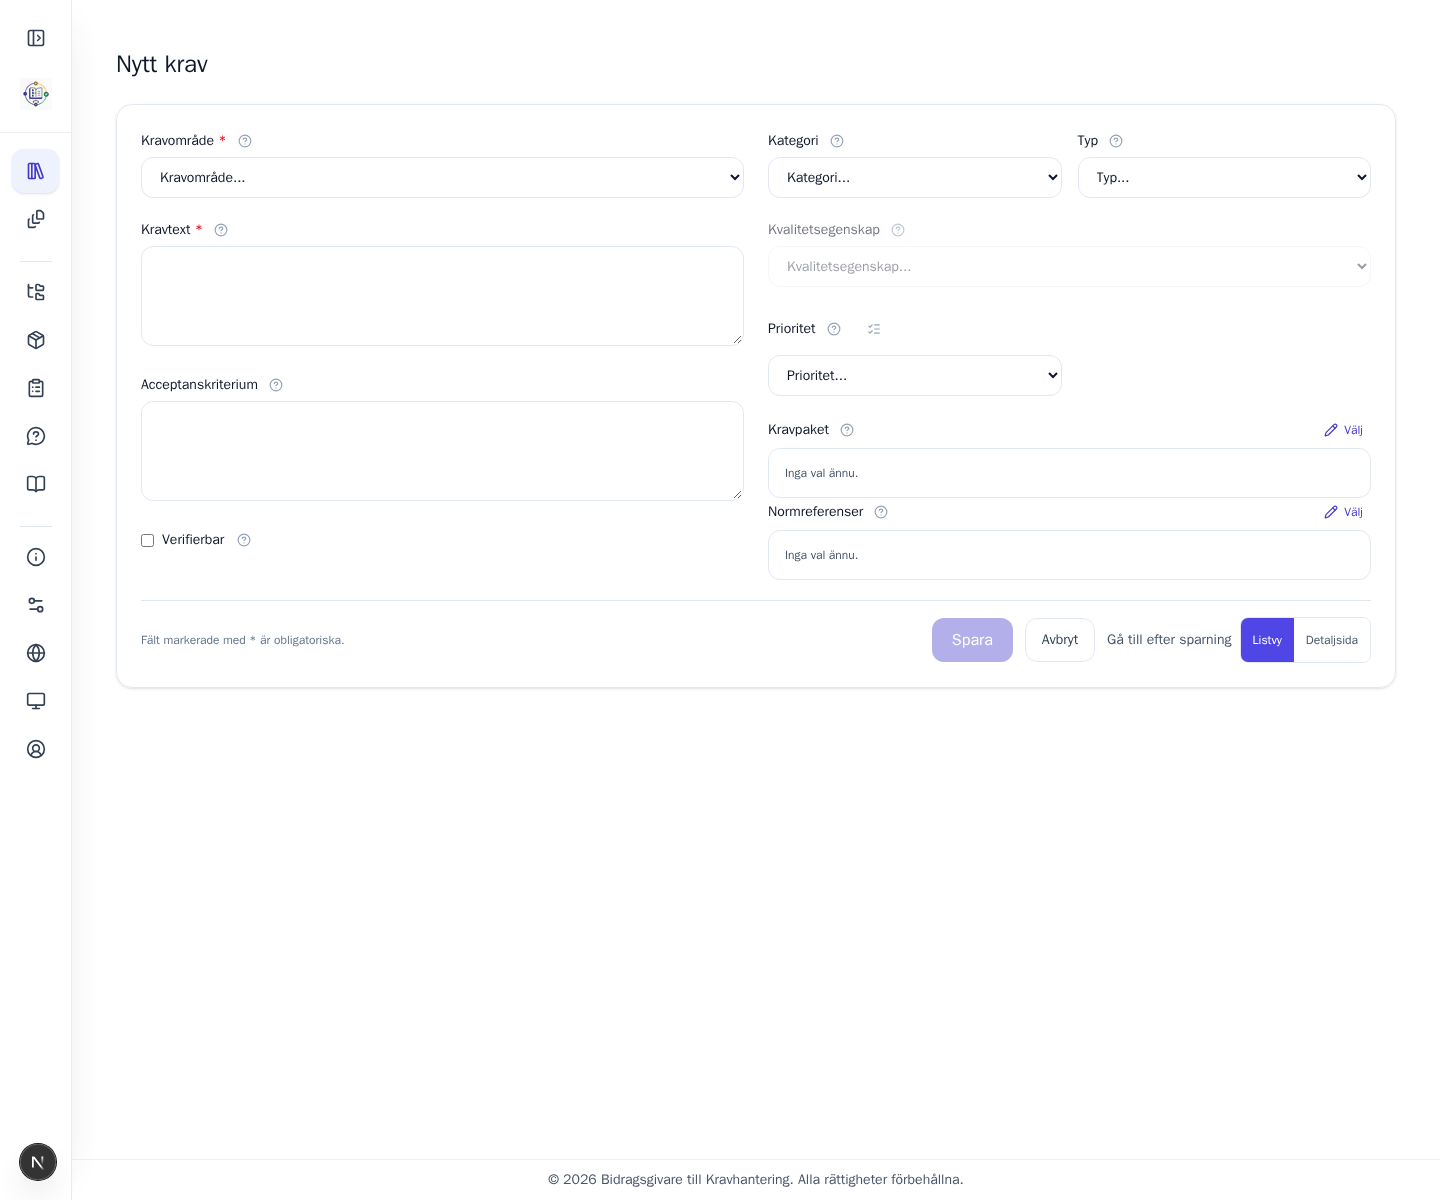 Nytt krav
Kravområde *
Kravområde...
Kravtext *
Acceptanskriterium
Verifierbar
Kategori
Kategori...
Typ
Typ...
Kvalitetsegenskap
Kvalitetsegenskap...
Prioritet
Prioritet...
Kravpaket
Välj
Inga val ännu.
Normreferenser
Välj
Inga val ännu.
Fält markerade med * är obligatoriska.
Spara
Avbryt
Gå till efter sparning
Listvy
Detaljsida
N
© 2026 Bidragsgivare till Kravhantering. Alla rättigheter förbehållna.